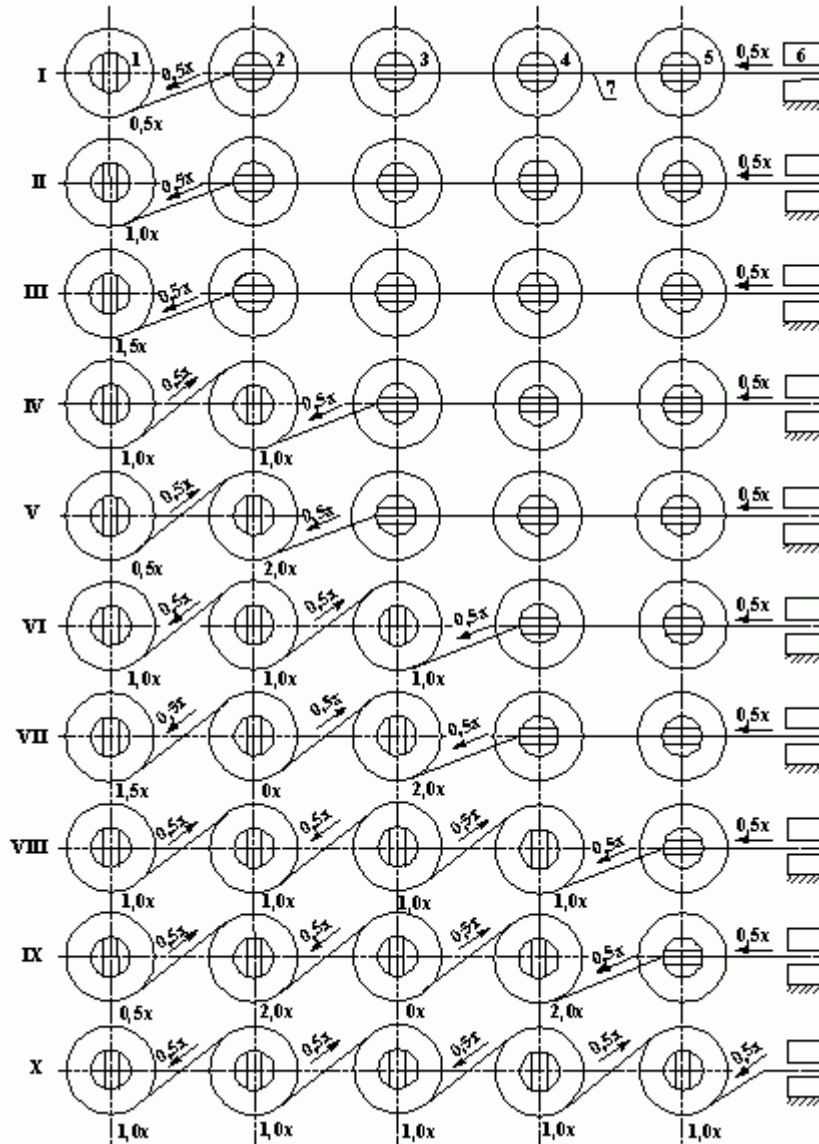 I 1 0,5x 2 3 4 5 0,5x 6
7
0,5x
II 0,5x 0,5x
1,0x
III 0,5x 0,5x
1,5x
IV 0,5x 0,5x 0,5x
1,0x 1,0x
V 0,5x 0,5x 0,5x
0,5x 2,0x
VI 0,5x 0,5x 0,5x 0,5x
1,0x 1,0x 1,0x
VII 0,5x 0,5x 0,5x 0,5x
1,5x 0x 2,0x
VIII 0,5x 0,5x 0,5x 0,5x 0,5x
1,0x 1,0x 1,0x 1,0x
IX 0,5x 0,5x 0,5x 0,5x 0,5x
0,5x 2,0x 0x 2,0x
X 0,5x 0,5x 0,5x 0,5x 0,5x
1,0x 1,0x 1,0x 1,0x 1,0x